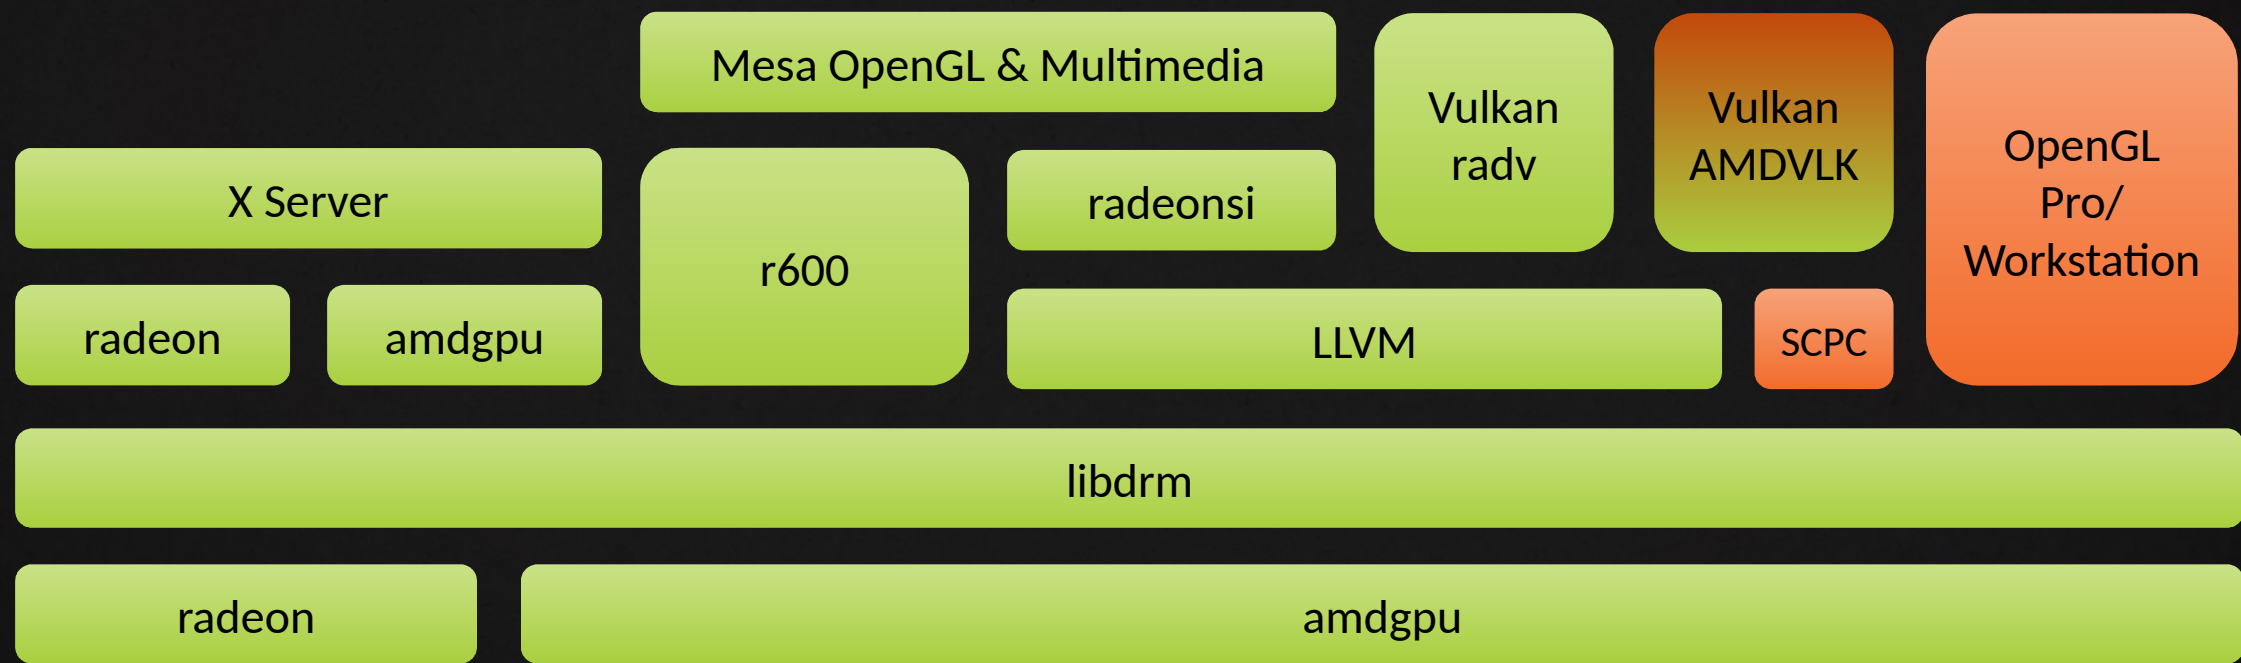 Mesa OpenGL & Multimedia
Vulkan
radv
Vulkan
AMDVLK
OpenGL
Pro/
Workstation
X Server
r600
radeonsi
radeon
amdgpu
LLVM
SCPC
libdrm
radeon
amdgpu